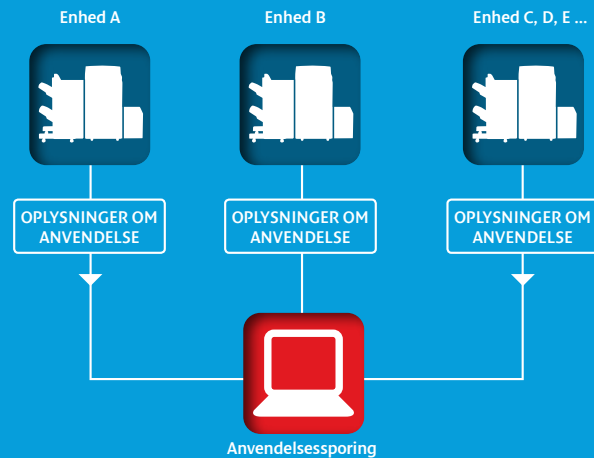 Enhed A
Enhed B
Enhed C, D, E ...
OPLYSNINGER OM
ANVENDELSE
OPLYSNINGER OM
ANVENDELSE
OPLYSNINGER OM
ANVENDELSE
Anvendelsessporing